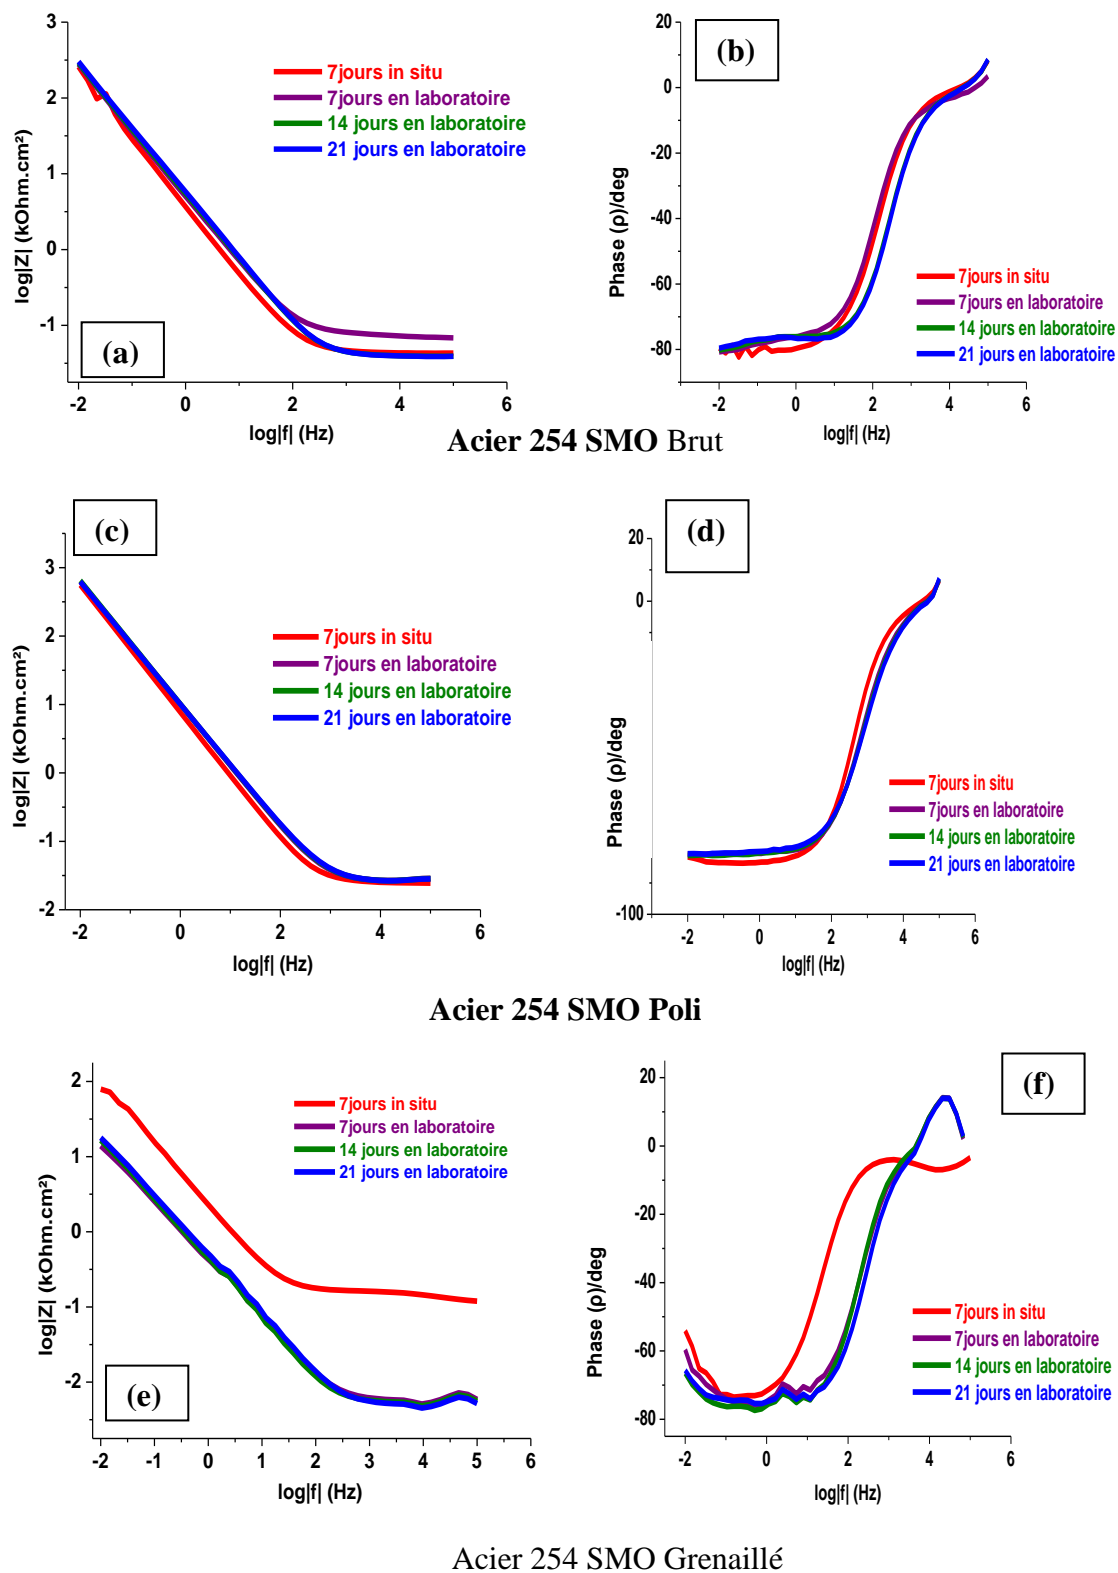 (a)
log|Z| (kOhm.cm²)
3
2
1
0
-1
-2
0
2
4
6
log|f| (Hz)
7jours in situ
7jours en laboratoire
14 jours en laboratoire
21 jours en laboratoire
(b)
Phase (ρ)/deg
20
0
-20
-40
-60
-80
-2
0
2
4
6
log|f| (Hz)
7jours in situ
7jours en laboratoire
14 jours en laboratoire
21 jours en laboratoire
Acier 254 SMO Brut
(c)
log|Z| (kOhm.cm²)
3
2
1
0
-1
-2
-2
0
2
4
6
log|f| (Hz)
7jours in situ
7jours en laboratoire
14 jours en laboratoire
21 jours en laboratoire
(d)
Phase (ρ)/deg
20
0
-100
-2
0
2
4
6
log|f| (Hz)
7jours in situ
7jours en laboratoire
14 jours en laboratoire
21 jours en laboratoire
Acier 254 SMO Poli
(e)
log|Z| (kOhm.cm²)
2
1
0
-1
-2
-2
-1
0
1
2
3
4
5
6
log|f| (Hz)
7jours in situ
7jours en laboratoire
14 jours en laboratoire
21 jours en laboratoire
(f)
Phase (ρ)/deg
20
0
-20
-40
-60
-80
-2
0
2
4
6
log|f| (Hz)
7jours in situ
7jours en laboratoire
14 jours en laboratoire
21 jours en laboratoire
Acier 254 SMO Grenaillé